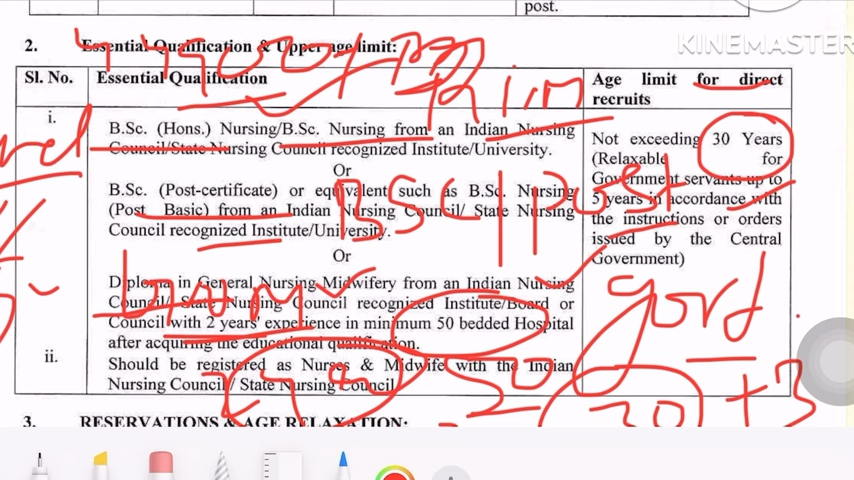 post.
KINEMASTER
2. Essential Qualification & Upper age limit:
Sl. No. Essential Qualification Age limit for direct
recruits
i.
B.Sc. (Hons.) Nursing/B.Sc. Nursing from an Indian Nursing
Council/State Nursing Council recognized Institute/University.
Or
B.Sc. (Post-certificate) or equivalent such as B.Sc. Nursing
(Post Basic) from an Indian Nursing Council/ State Nursing
Council recognized Institute/University.
Or
Diploma in General Nursing Midwifery from an Indian Nursing
Council/ State Nursing Council recognized Institute/Board or
Council with 2 years' experience in minimum 50 bedded Hospital
after acquiring the educational qualification.
ii.
Should be registered as Nurses & Midwife with the Indian
Nursing Council/ State Nursing Council
Not exceeding 30 Years
(Relaxable for
Government servants up to
5 years in accordance with
the instructions or orders
issued by the Central
Government)
BSC post
50
30 + 3
3. RESERVATIONS & AGE RELAXATION: